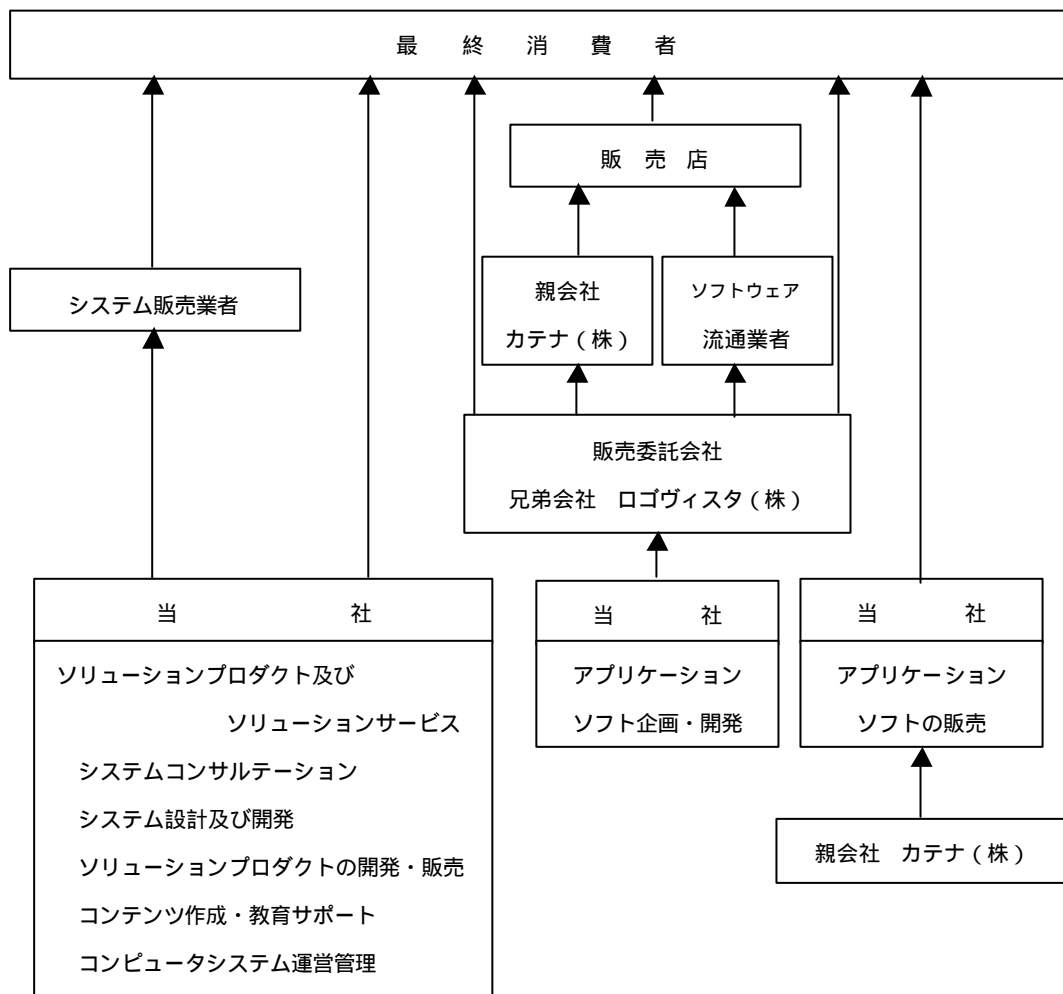 最 終 消 費 者
販 売 店
親会社
カテナ（株）
ソフトウェア
流通業者
システム販売業者
販売委託会社
兄弟会社 ロゴヴィスタ（株）
当 社
ソリューションプロダクト及び
ソリューションサービス
システムコンサルテーション
システム設計及び開発
ソリューションプロダクトの開発・販売
コンテンツ作成・教育サポート
コンピュータシステム運営管理
当 社
アプリケーション
ソフト企画・開発
当 社
アプリケーション
ソフトの販売
親会社 カテナ（株）